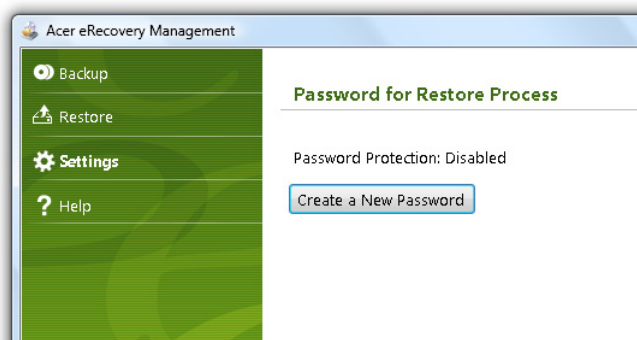 Acer eRecovery Management
Backup
Restore
Settings
? Help
Password for Restore Process
Password Protection: Disabled
Create a New Password